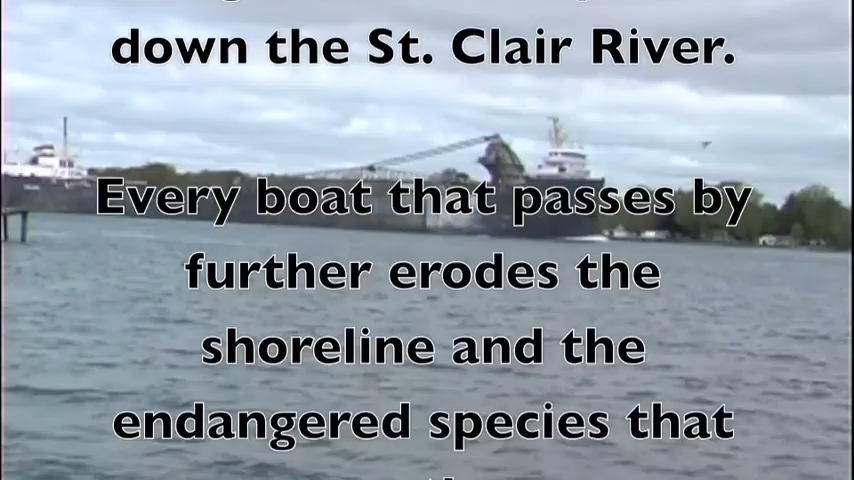 down the St. Clair River.
Every boat that passes by
further erodes the
shoreline and the
endangered species that